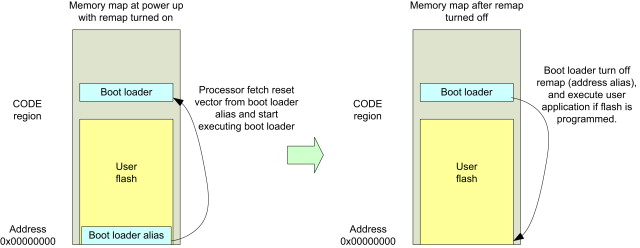 Memory map at power up
with remap turned on
Boot loader
CODE
region
User
flash
Boot loader alias
Address
0x00000000
Processor fetch reset
vector from boot loader
alias and start
executing boot loader
Memory map after remap
turned off
Boot loader
CODE
region
User
flash
Address
0x00000000
Boot loader turn off
remap (address alias),
and execute user
application if flash is
programmed.